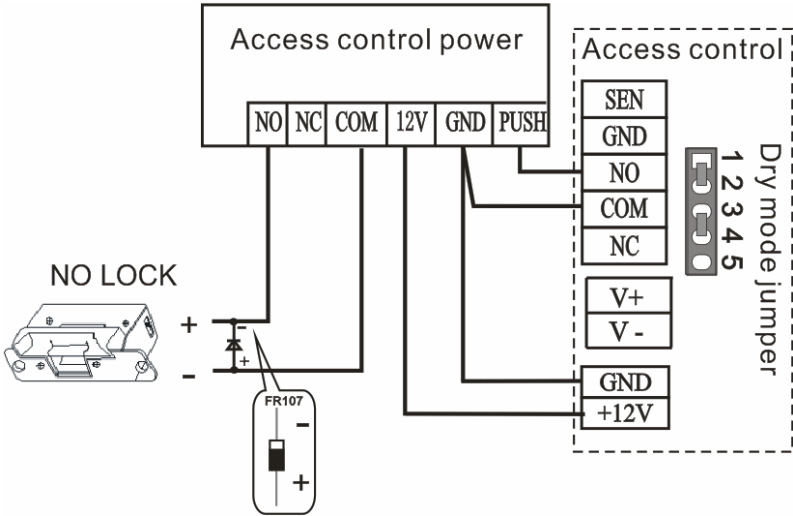 Access control power
NO NC COM 12V GND PUSH
Access control
SEN
GND
NO
COM
NC
V+
V -
GND
+12V
1 2 3 4 5
Dry mode jumper
NO LOCK
+
-
-
+
FR107
-
+